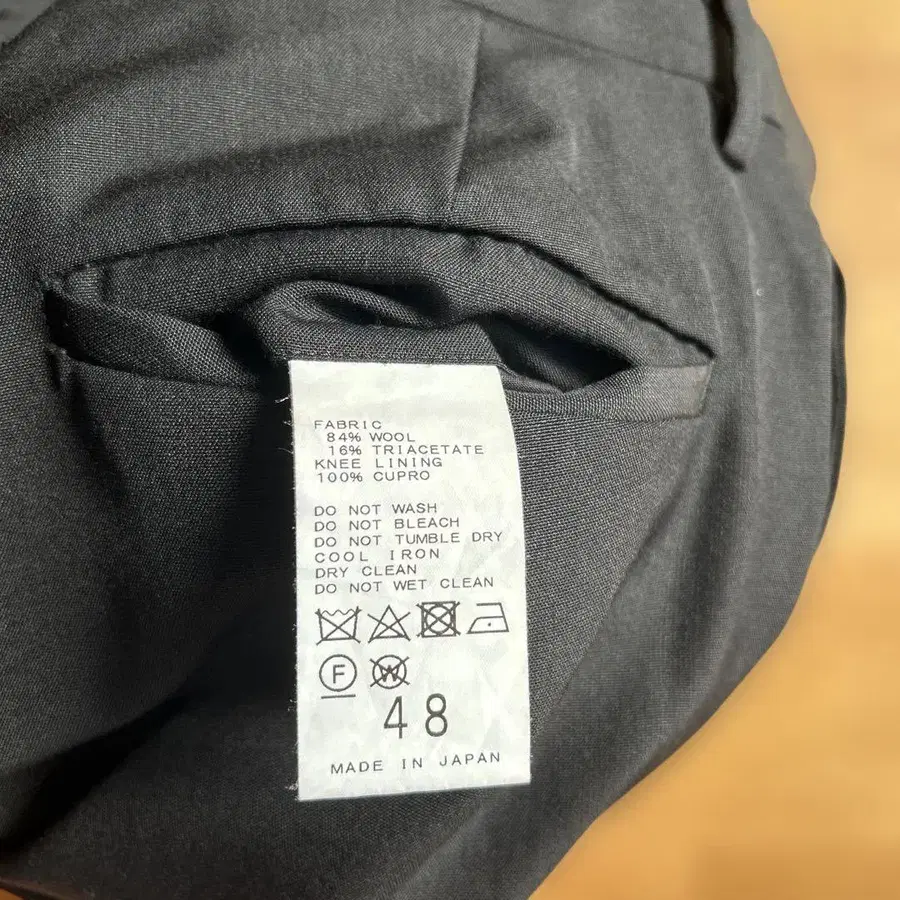 FABRIC
84% WOOL
16% TRIACETATE
KNEE LINING
100% CUPRO
DO NOT WASH
DO NOT BLEACH
DO NOT TUMBLE DRY
COOL IRON
DRY CLEAN
DO NOT WET CLEAN
F W
48
MADE IN JAPAN